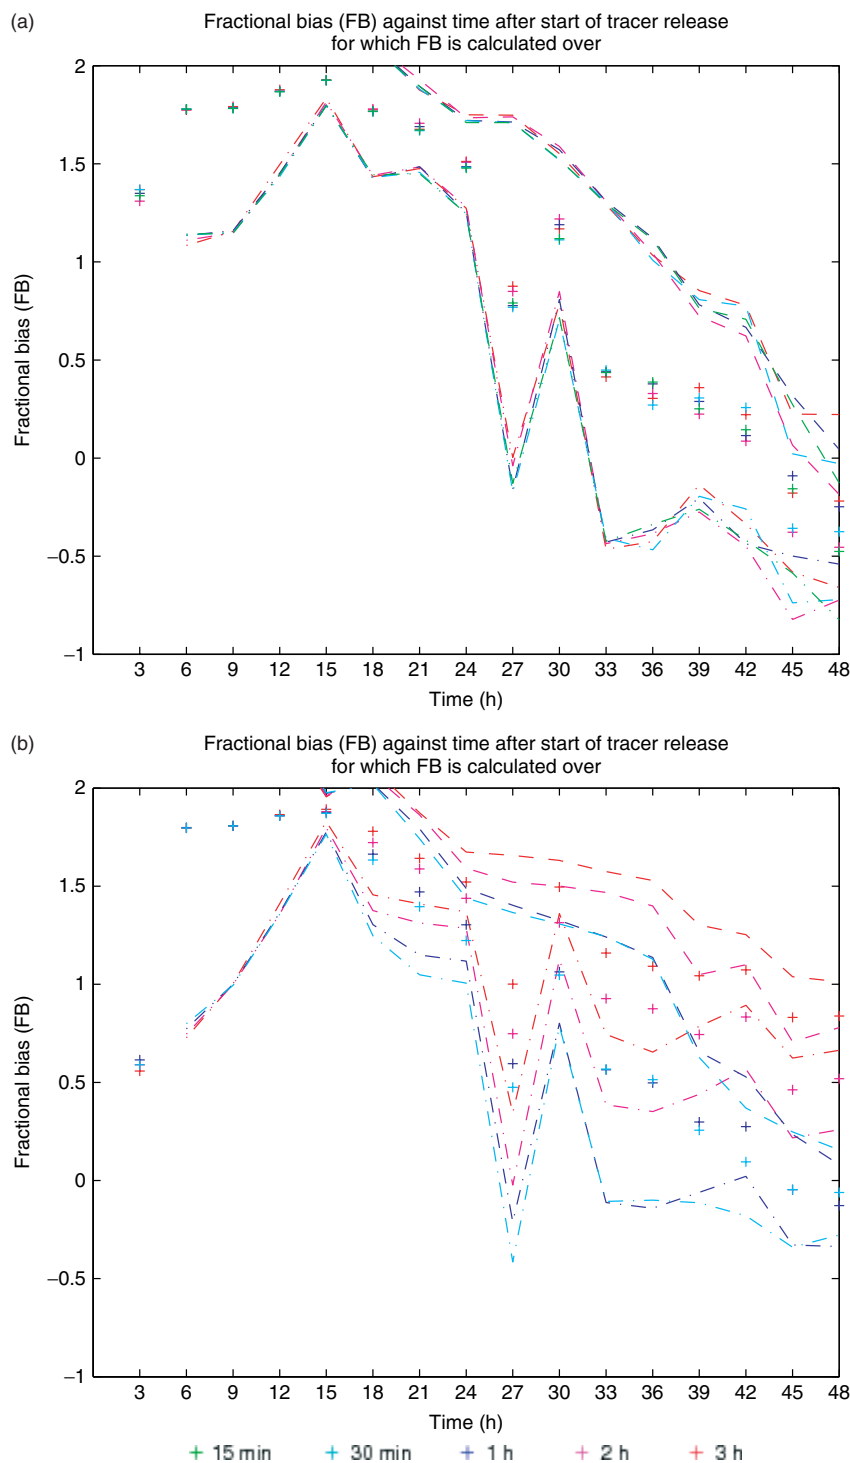 (a)
Fractional bias (FB) against time after start of tracer release
for which FB is calculated over
2
1.5
1
0.5
0
−0.5
−1
Fractional bias (FB)
3 6 9 12 15 18 21 24 27 30 33 36 39 42 45 48
Time (h)
(b)
Fractional bias (FB) against time after start of tracer release
for which FB is calculated over
2
1.5
1
0.5
0
−0.5
−1
Fractional bias (FB)
3 6 9 12 15 18 21 24 27 30 33 36 39 42 45 48
Time (h)
+ 15 min + 30 min + 1 h + 2 h + 3 h